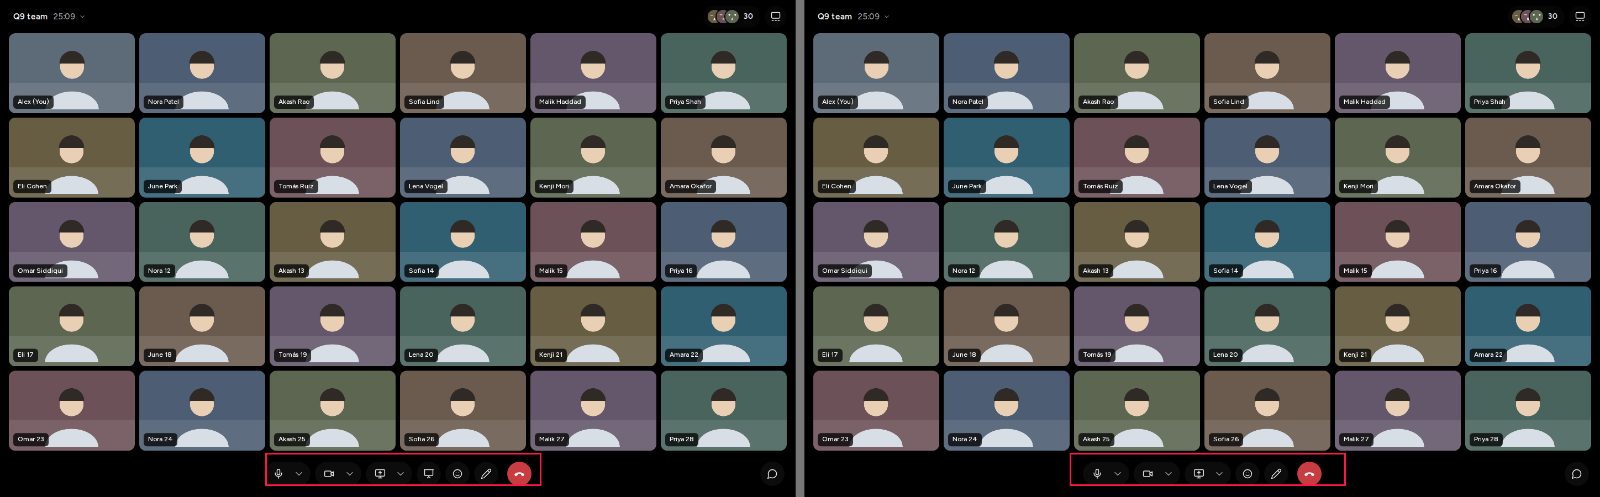 Q9 team 25:09
30
Alex (You) Nora Patel Akash Rao Sofia Lind Malik Haddad Priya Shah
Eli Cohen June Park Tomás Ruiz Lena Vogel Kenji Mori Amara Okafor
Omar Siddiqui Nora 12 Akash 13 Sofia 14 Malik 15 Priya 16
Eli 17 June 18 Tomás 19 Lena 20 Kenji 21 Amara 22
Omar 23 Nora 24 Akash 25 Sofia 26 Malik 27 Priya 28
Q9 team 25:09
30
Alex (You) Nora Patel Akash Rao Sofia Lind Malik Haddad Priya Shah
Eli Cohen June Park Tomás Ruiz Lena Vogel Kenji Mori Amara Okafor
Omar Siddiqui Nora 12 Akash 13 Sofia 14 Malik 15 Priya 16
Eli 17 June 18 Tomás 19 Lena 20 Kenji 21 Amara 22
Omar 23 Nora 24 Akash 25 Sofia 26 Malik 27 Priya 28